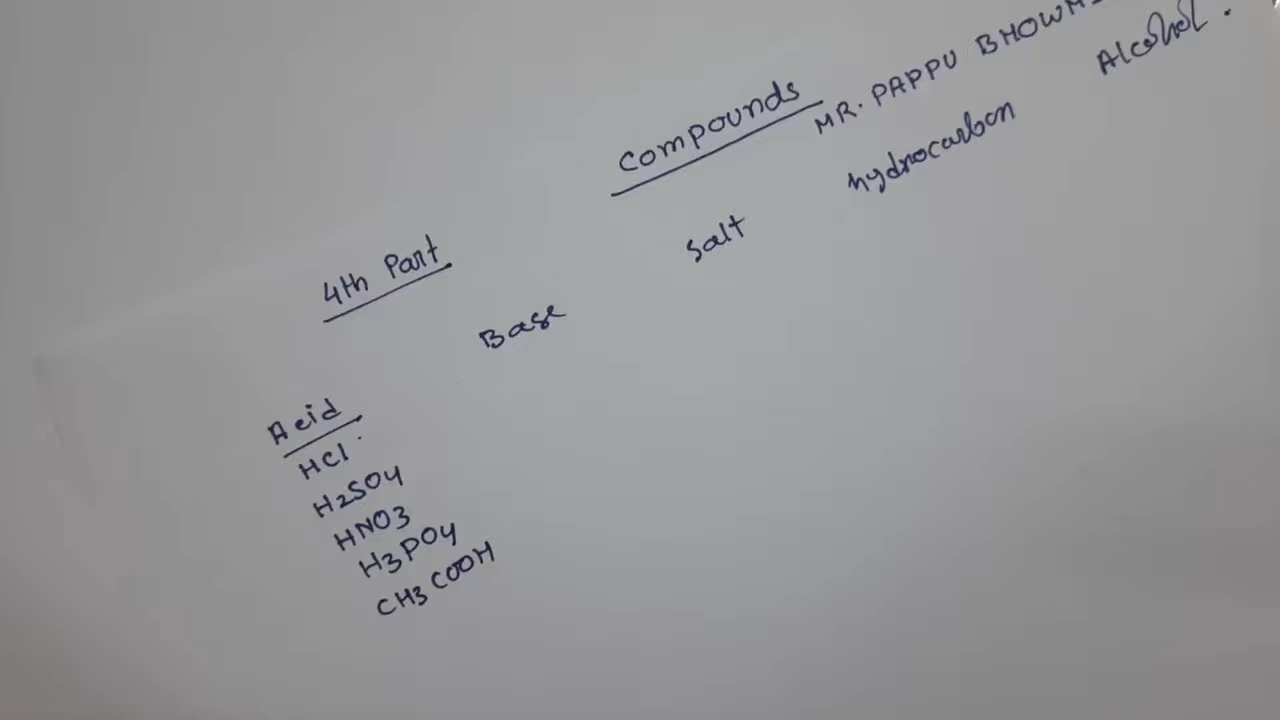 Compounds
MR. PAPPU
4th Part
Base Salt hydrocarbon Alcohol.
Acid
HCl
H2SO4
HNO3
H3PO4
CH3COOH